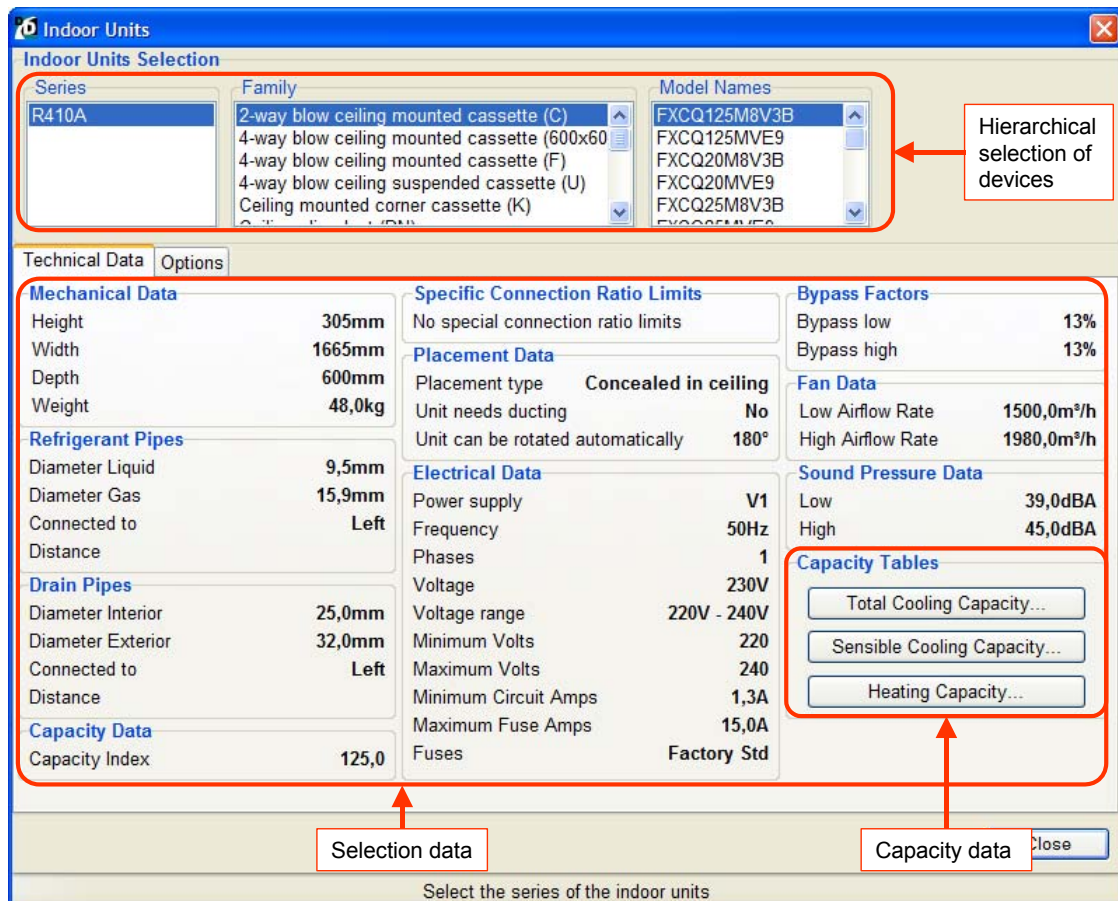 Indoor Units
Indoor Units Selection
Series
R410A
Family
2-way blow ceiling mounted cassette (C)
4-way blow ceiling mounted cassette (600x60
4-way blow ceiling mounted cassette (F)
4-way blow ceiling suspended cassette (U)
Ceiling mounted corner cassette (K)
Model Names
FXCQ125M8V3B
FXCQ125MVE9
FXCQ20M8V3B
FXCQ20MVE9
FXCQ25M8V3B
Hierarchical
selection of
devices
Technical Data Options
Mechanical Data
Height 305mm
Width 1665mm
Depth 600mm
Weight 48,0kg
Refrigerant Pipes
Diameter Liquid 9,5mm
Diameter Gas 15,9mm
Connected to Left
Distance
Drain Pipes
Diameter Interior 25,0mm
Diameter Exterior 32,0mm
Connected to Left
Distance
Capacity Data
Capacity Index 125,0
Specific Connection Ratio Limits
No special connection ratio limits
Placement Data
Placement type Concealed in ceiling
Unit needs ducting No
Unit can be rotated automatically 180°
Electrical Data
Power supply V1
Frequency 50Hz
Phases 1
Voltage 230V
Voltage range 220V - 240V
Minimum Volts 220
Maximum Volts 240
Minimum Circuit Amps 1,3A
Maximum Fuse Amps 15,0A
Fuses Factory Std
Bypass Factors
Bypass low 13%
Bypass high 13%
Fan Data
Low Airflow Rate 1500,0m³/h
High Airflow Rate 1980,0m³/h
Sound Pressure Data
Low 39,0dBA
High 45,0dBA
Capacity Tables
Total Cooling Capacity...
Sensible Cooling Capacity...
Heating Capacity...
Selection data
Capacity data
Close
Select the series of the indoor units